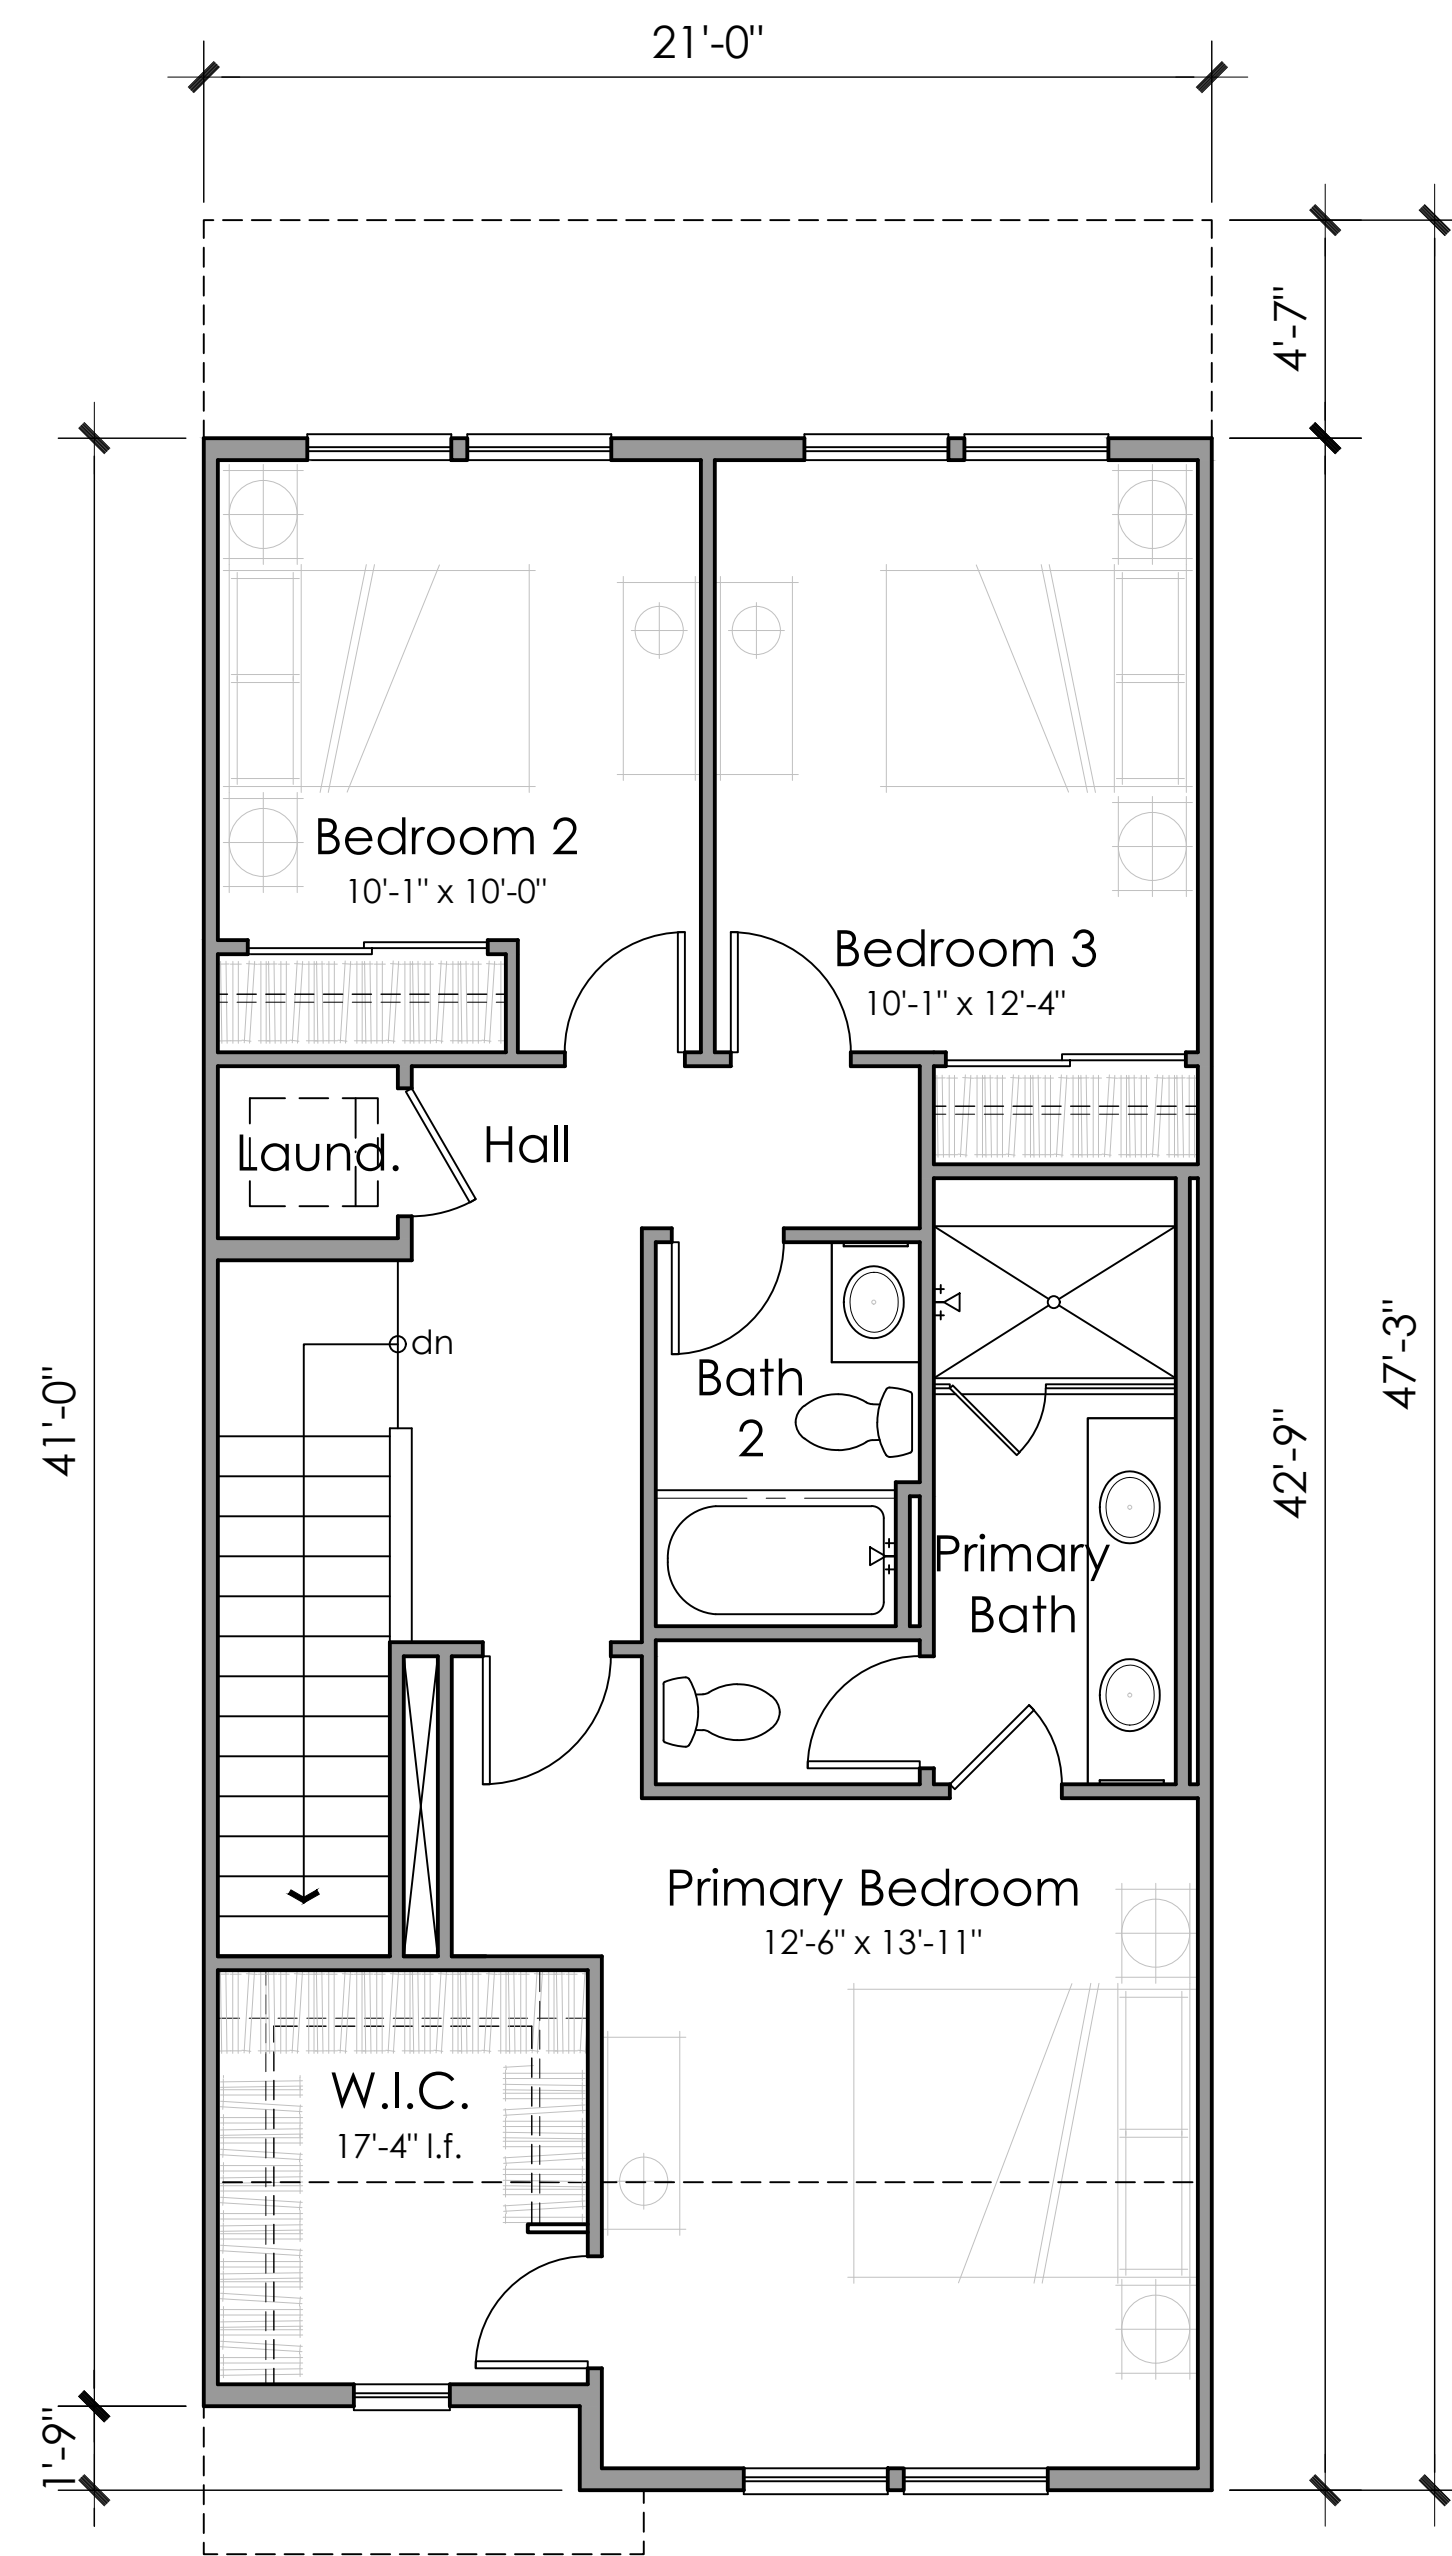 21'-0"
4'-7"
Bedroom 2
10'-1" x 10'-0"
Bedroom 3
10'-1" x 12'-4"
Laund.
Hall
dn
Bath
2
41'-0"
47'-3"
42'-9"
Primary
Bath
Primary Bedroom
12'-6" x 13'-11"
W.I.C.
17'-4" l.f.
1'-9"